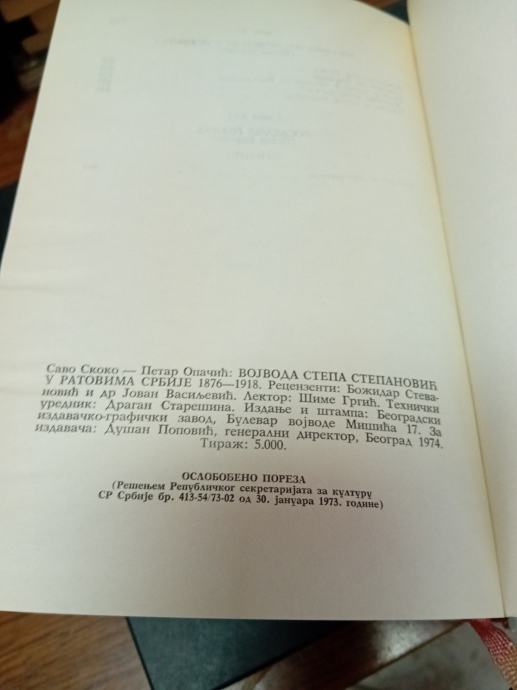 Саво Скоко — Петар Опачић: ВОЈВОДА СТЕПА СТЕПАНОВИЋ
У РАТОВИМА СРБИЈЕ 1876—1918. Рецензенти: Божидар Стева-
новић и др Јован Васиљевић. Лектор: Шиме Гргић. Технички
уредник: Драган Старешина. Издање и штампа: Београдски
издавачко-графички завод, Булевар војводе Мишића 17. За
издавача: Душан Поповић, генерални директор, Београд 1974.
Тираж: 5.000.
ОСЛОБОЂЕНО ПОРЕЗА
(Решењем Републичког секретаријата за културу
СР Србије бр. 413-54/73-02 од 30. јануара 1973. године)